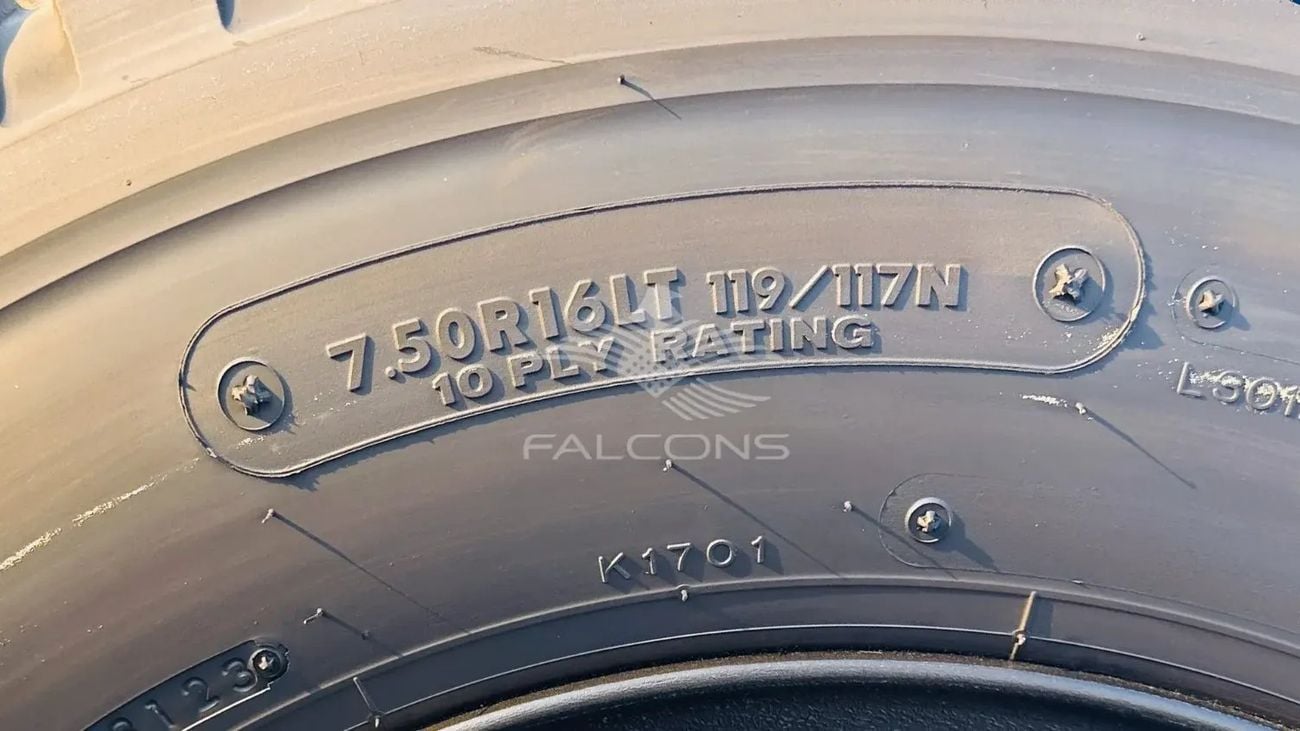 7.50R16LT 119/117N
10 PLY RATING
FALCONS
K1701